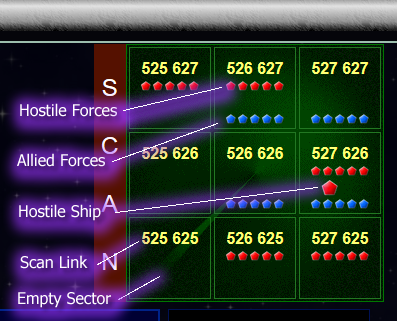 S
C
A
N
525 627
526 627
527 627
Hostile Forces
Allied Forces
525 626
526 626
527 626
Hostile Ship
525 625
526 625
527 625
Scan Link
Empty Sector